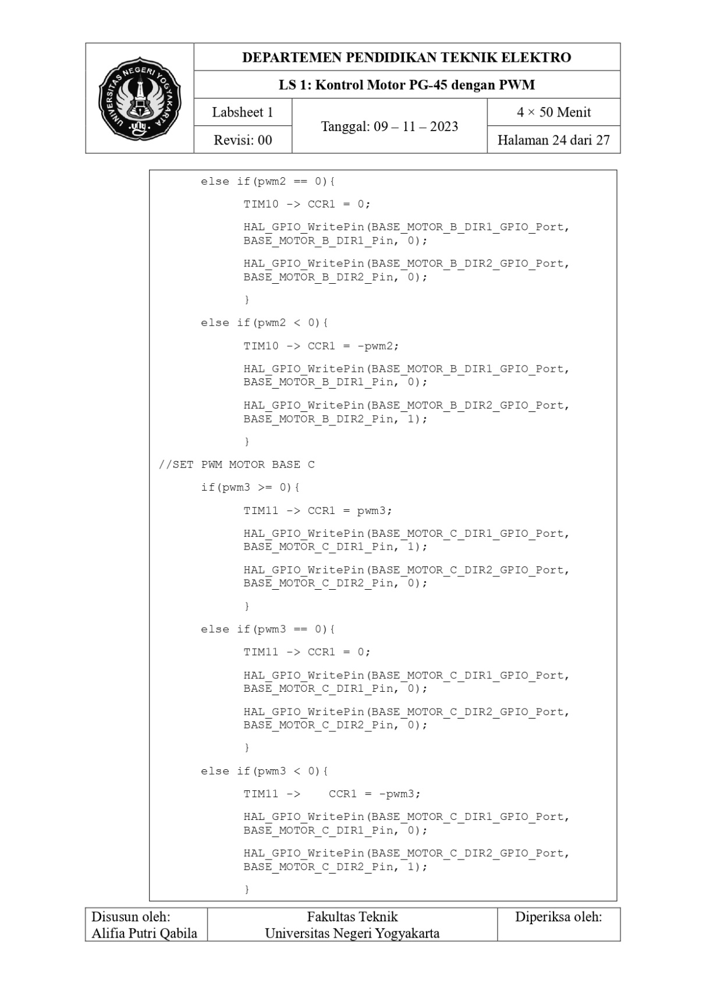 UNIVERSITAS NEGERI YOGYAKARTA
uny
DEPARTEMEN PENDIDIKAN TEKNIK ELEKTRO
LS 1: Kontrol Motor PG-45 dengan PWM
Labsheet 1
Tanggal: 09 – 11 – 2023
4 × 50 Menit
Revisi: 00
Halaman 24 dari 27
else if(pwm2 == 0){
TIM10 -> CCR1 = 0;
HAL_GPIO_WritePin(BASE_MOTOR_B_DIR1_GPIO_Port,
BASE_MOTOR_B_DIR1_Pin, 0);
HAL_GPIO_WritePin(BASE_MOTOR_B_DIR2_GPIO_Port,
BASE_MOTOR_B_DIR2_Pin, 0);
}
else if(pwm2 < 0){
TIM10 -> CCR1 = -pwm2;
HAL_GPIO_WritePin(BASE_MOTOR_B_DIR1_GPIO_Port,
BASE_MOTOR_B_DIR1_Pin, 0);
HAL_GPIO_WritePin(BASE_MOTOR_B_DIR2_GPIO_Port,
BASE_MOTOR_B_DIR2_Pin, 1);
}
//SET PWM MOTOR BASE C
if(pwm3 >= 0){
TIM11 -> CCR1 = pwm3;
HAL_GPIO_WritePin(BASE_MOTOR_C_DIR1_GPIO_Port,
BASE_MOTOR_C_DIR1_Pin, 1);
HAL_GPIO_WritePin(BASE_MOTOR_C_DIR2_GPIO_Port,
BASE_MOTOR_C_DIR2_Pin, 0);
}
else if(pwm3 == 0){
TIM11 -> CCR1 = 0;
HAL_GPIO_WritePin(BASE_MOTOR_C_DIR1_GPIO_Port,
BASE_MOTOR_C_DIR1_Pin, 0);
HAL_GPIO_WritePin(BASE_MOTOR_C_DIR2_GPIO_Port,
BASE_MOTOR_C_DIR2_Pin, 0);
}
else if(pwm3 < 0){
TIM11 -> CCR1 = -pwm3;
HAL_GPIO_WritePin(BASE_MOTOR_C_DIR1_GPIO_Port,
BASE_MOTOR_C_DIR1_Pin, 0);
HAL_GPIO_WritePin(BASE_MOTOR_C_DIR2_GPIO_Port,
BASE_MOTOR_C_DIR2_Pin, 1);
}
Disusun oleh:
Alifia Putri Qabila
Fakultas Teknik
Universitas Negeri Yogyakarta
Diperiksa oleh: